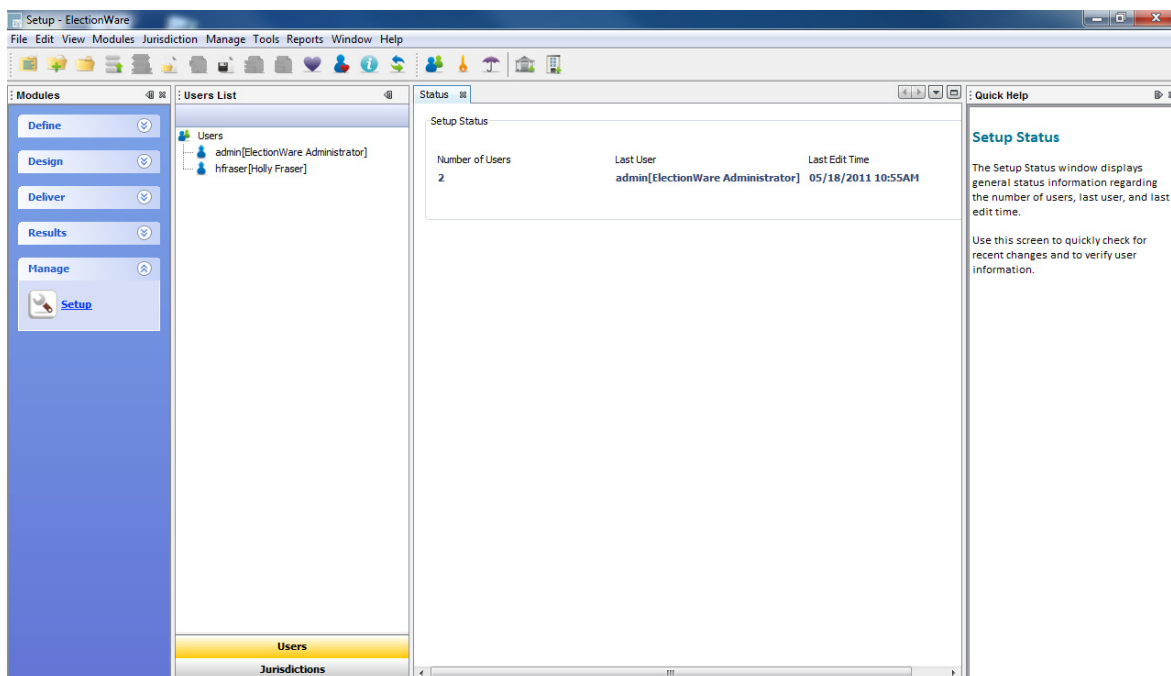 Setup - ElectionWare
File Edit View Modules Jurisdiction Manage Tools Reports Window Help
Modules
Define
Design
Deliver
Results
Manage
Setup
Users List
Users
admin[ElectionWare Administrator]
hfraser[Holly Fraser]
Users
Jurisdictions
Status
Setup Status
Number of Users Last User Last Edit Time
2 admin[ElectionWare Administrator] 05/18/2011 10:55AM
Quick Help
Setup Status
The Setup Status window displays
general status information regarding
the number of users, last user, and last
edit time.
Use this screen to quickly check for
recent changes and to verify user
information.